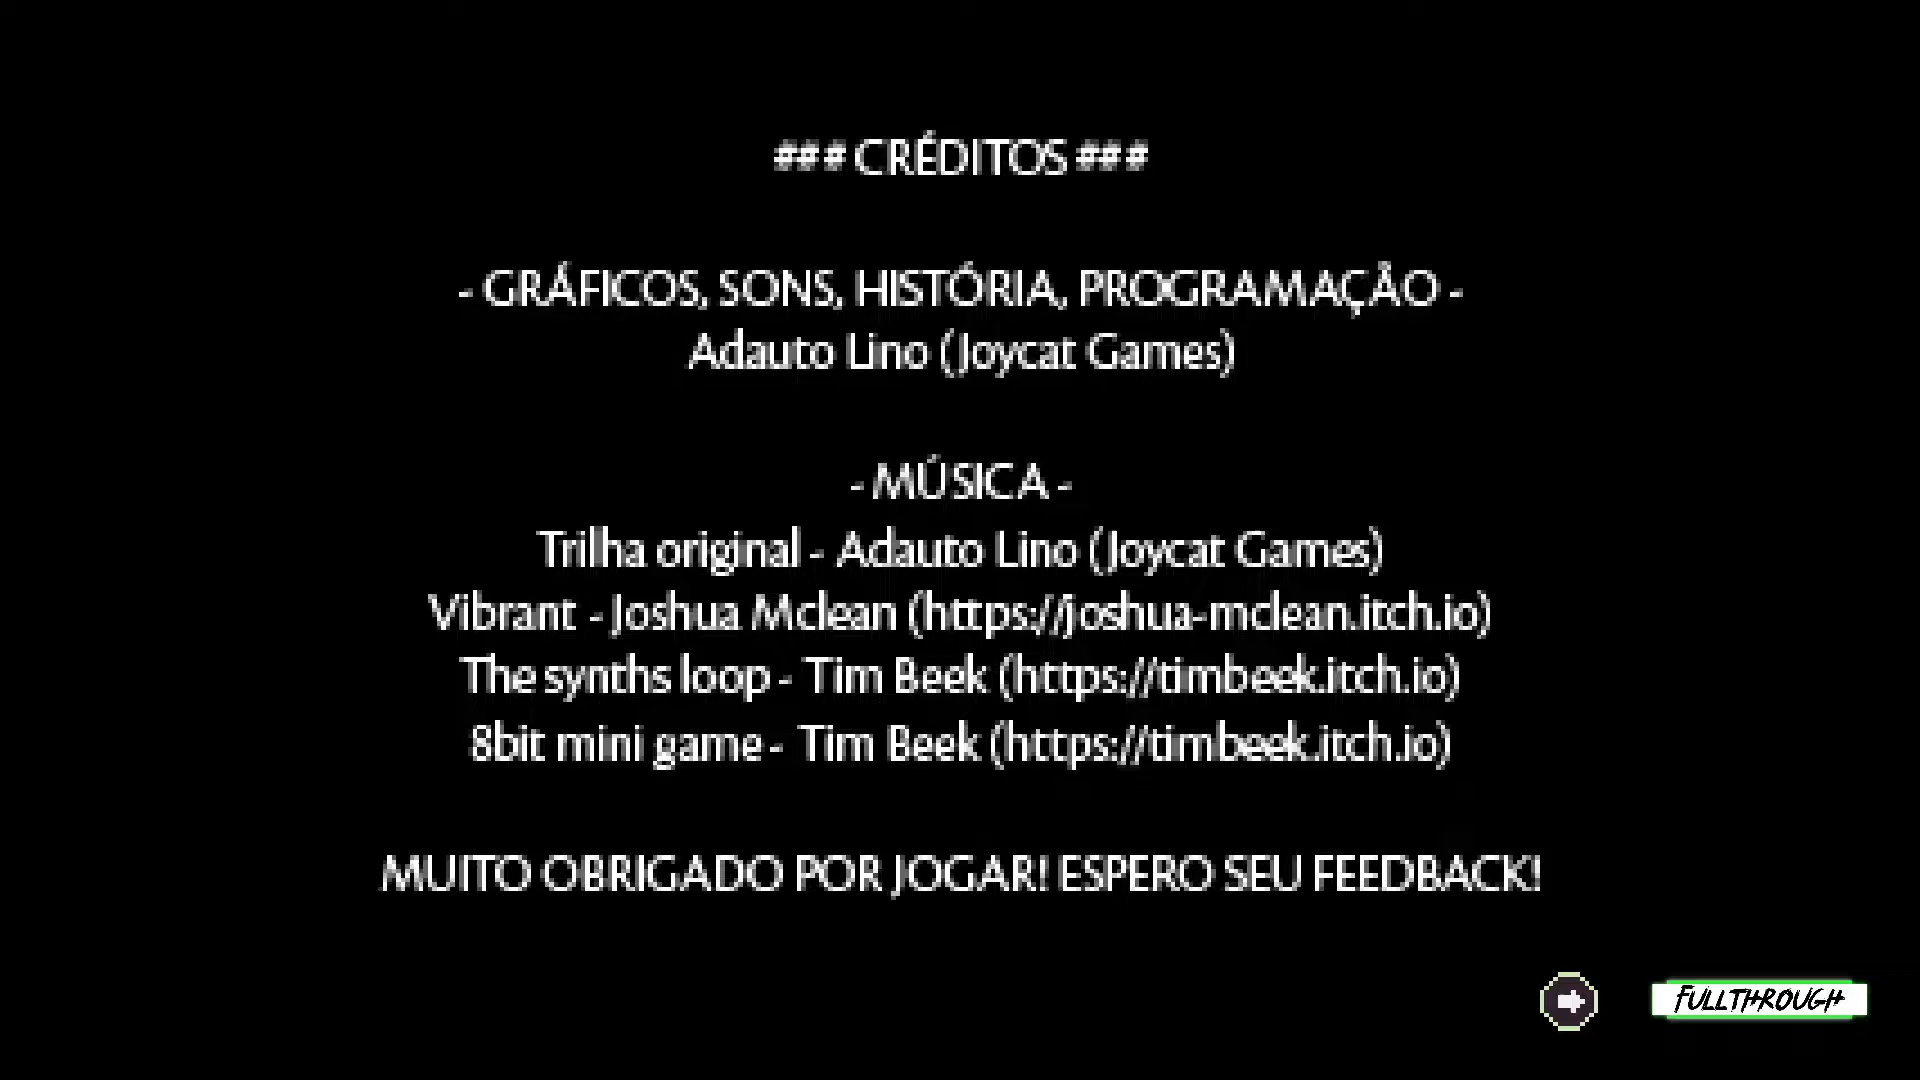 ### CRÉDITOS ###
- GRÁFICOS, SONS, HISTÓRIA, PROGRAMAÇÃO -
Adauto Lino (Joycat Games)
- MÚSICA -
Trilha original - Adauto Lino (Joycat Games)
Vibrant - Joshua Mclean (https://joshua-mclean.itch.io)
The synths loop - Tim Beek (https://timbeek.itch.io)
8bit mini game - Tim Beek (https://timbeek.itch.io)
MUITO OBRIGADO POR JOGAR! ESPERO SEU FEEDBACK!
FULLTHROUGH